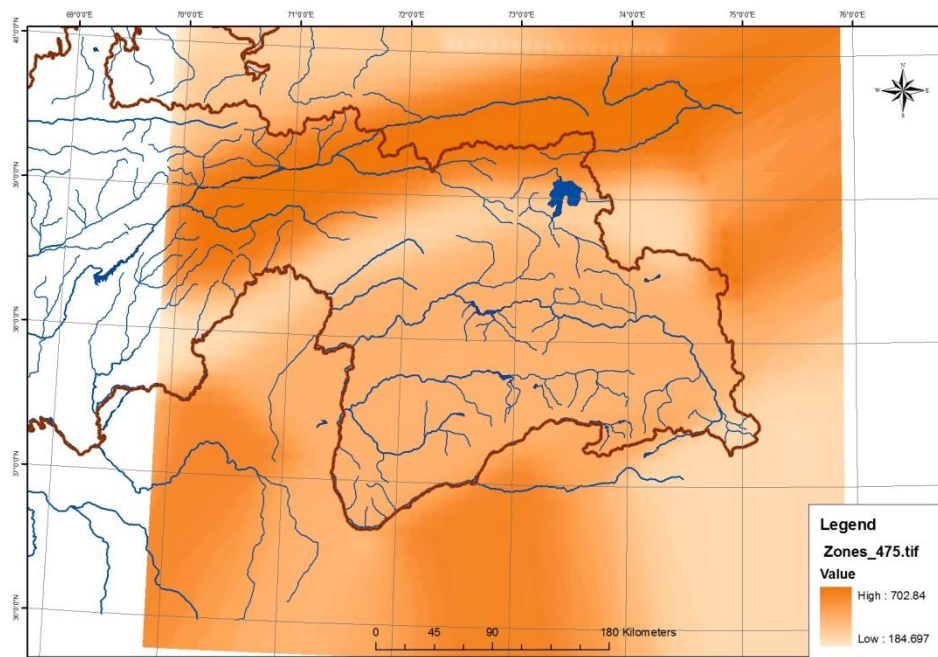 69°0'0"E 70°0'0"E 71°0'0"E 72°0'0"E 73°0'0"E 74°0'0"E 75°0'0"E 76°0'0"E
40°0'0"N
N
W E
S
39°0'0"N
38°0'0"N
37°0'0"N
36°0'0"N
Legend
Zones_475.tif
Value
High : 702.84
Low : 184.697
0 45 90 180 Kilometers